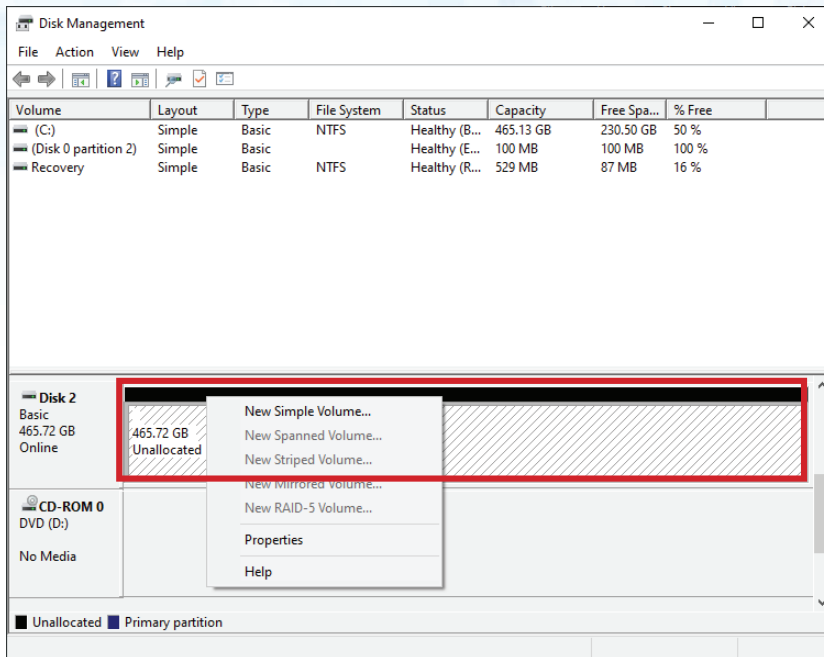 Disk Management
File Action View Help
Volume Layout Type File System Status Capacity Free Spa... % Free
(C:) Simple Basic NTFS Healthy (B... 465.13 GB 230.50 GB 50 %
(Disk 0 partition 2) Simple Basic Healthy (E... 100 MB 100 MB 100 %
Recovery Simple Basic NTFS Healthy (R... 529 MB 87 MB 16 %
Disk 2
Basic
465.72 GB
Online
465.72 GB
Unallocated
New Simple Volume...
New Spanned Volume...
New Striped Volume...
New Mirrored Volume...
New RAID-5 Volume...
Properties
Help
CD-ROM 0
DVD (D:)
No Media
Unallocated Primary partition